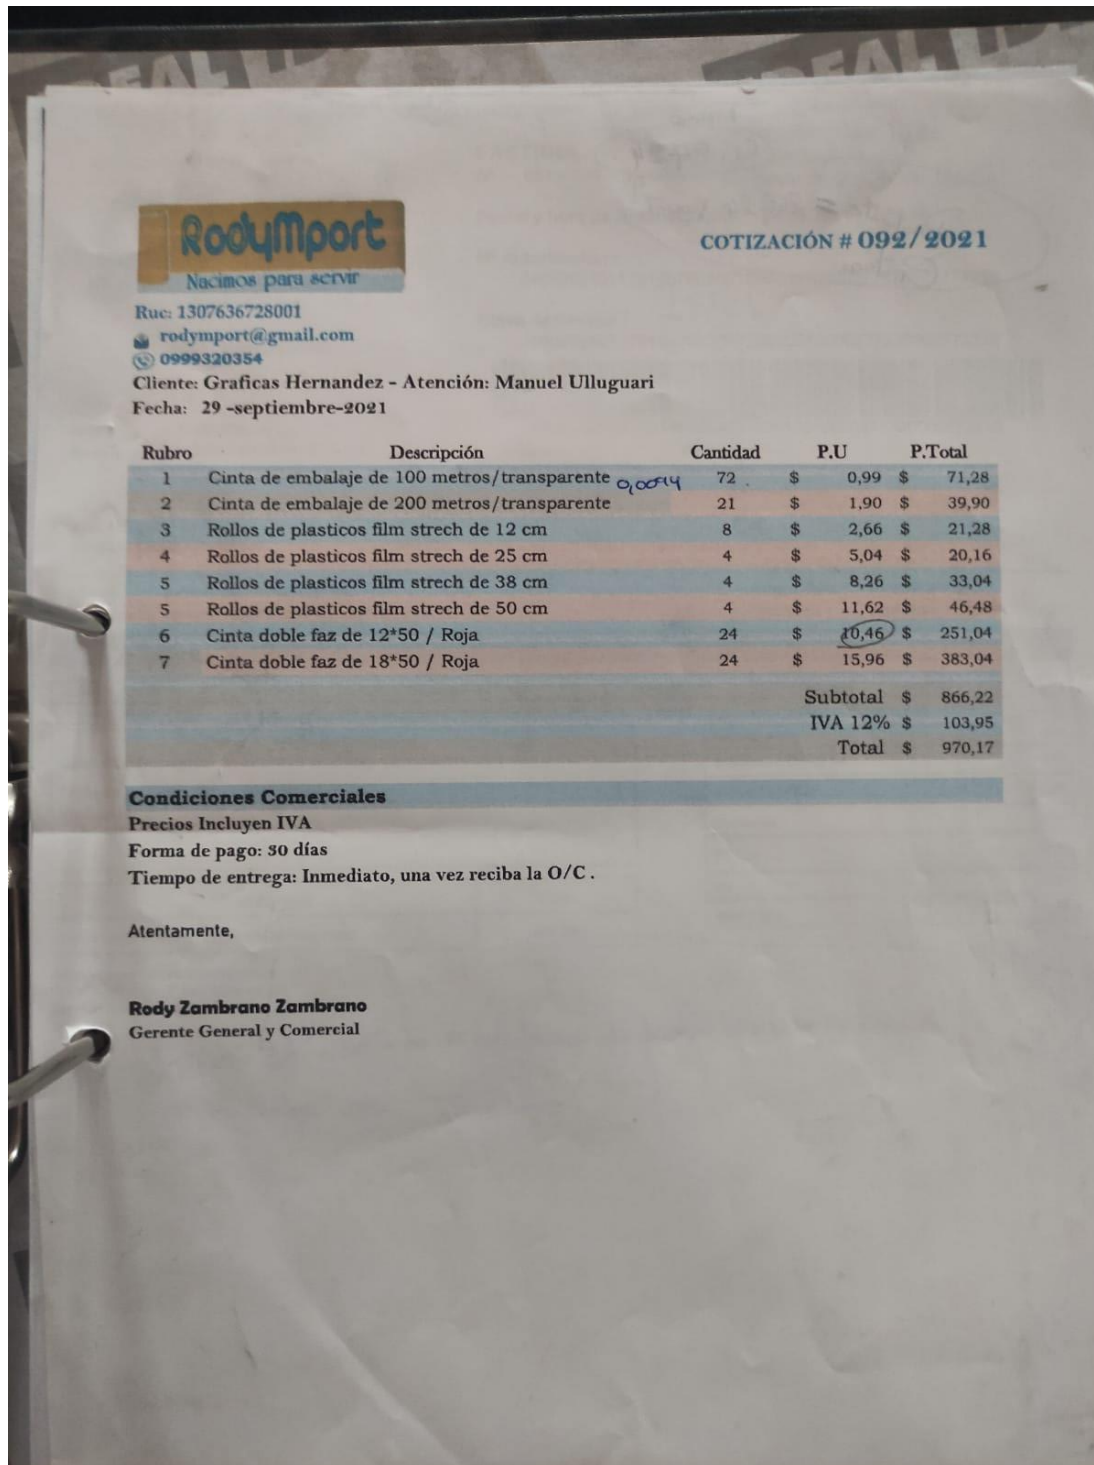 RodyMport
Nacimos para servir
COTIZACIÓN # 092/2021
Ruc: 1307636728001
rodymport@gmail.com
0999320354
Cliente: Graficas Hernandez - Atención: Manuel Ulluguari
Fecha: 29 -septiembre-2021
Rubro Descripción Cantidad P.U P.Total
1 Cinta de embalaje de 100 metros/transparente 0,0094 72 $ 0,99 $ 71,28
2 Cinta de embalaje de 200 metros/transparente 21 $ 1,90 $ 39,90
3 Rollos de plasticos film strech de 12 cm 8 $ 2,66 $ 21,28
4 Rollos de plasticos film strech de 25 cm 4 $ 5,04 $ 20,16
5 Rollos de plasticos film strech de 38 cm 4 $ 8,26 $ 33,04
5 Rollos de plasticos film strech de 50 cm 4 $ 11,62 $ 46,48
6 Cinta doble faz de 12*50 / Roja 24 $ 10,46 $ 251,04
7 Cinta doble faz de 18*50 / Roja 24 $ 15,96 $ 383,04
Subtotal $ 866,22
IVA 12% $ 103,95
Total $ 970,17
Condiciones Comerciales
Precios Incluyen IVA
Forma de pago: 30 días
Tiempo de entrega: Inmediato, una vez reciba la O/C .
Atentamente,
Rody Zambrano Zambrano
Gerente General y Comercial